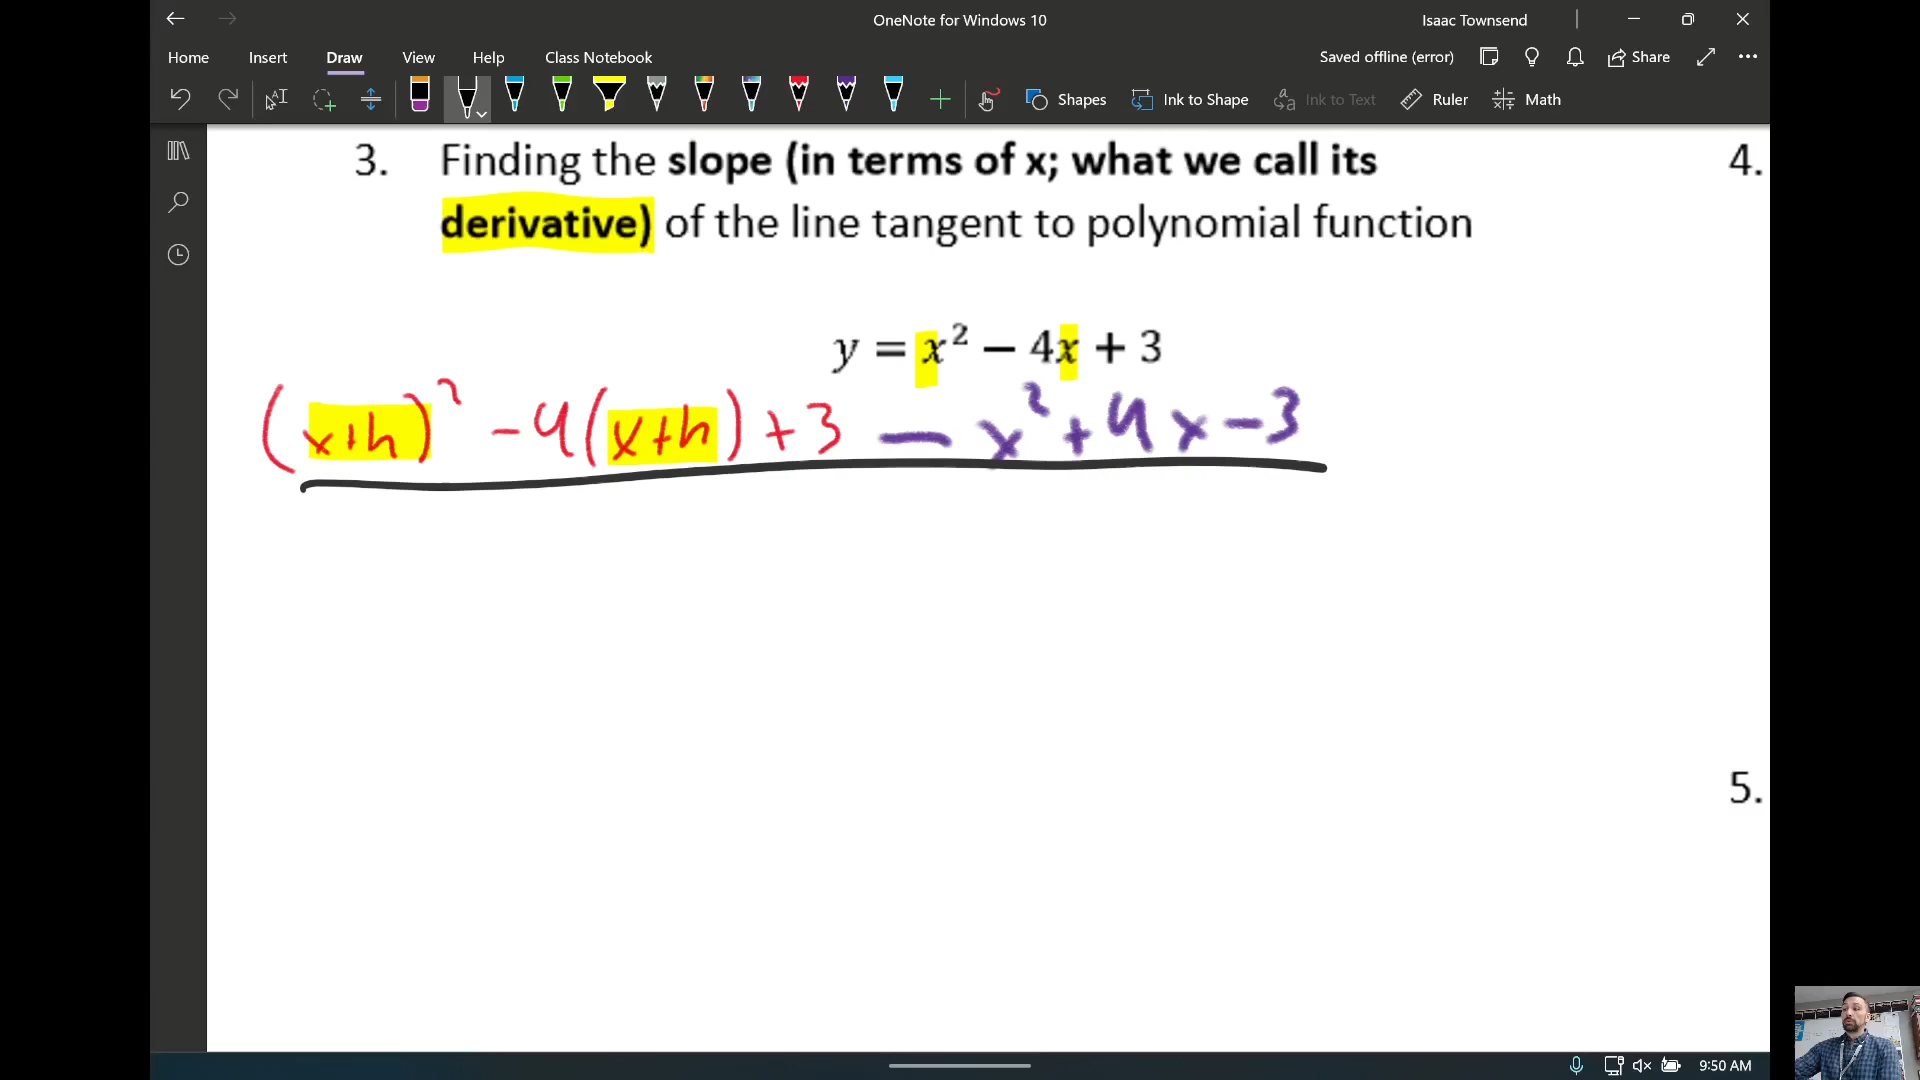 OneNote for Windows 10
Isaac Townsend
Home Insert Draw View Help Class Notebook
Saved offline (error) Share
Shapes Ink to Shape Ink to Text Ruler Math
3. Finding the slope (in terms of x; what we call its
derivative) of the line tangent to polynomial function
4.
y = x² − 4x + 3
(x+h)² -4(x+h) +3 - x² + 4x - 3
5.
9:50 AM